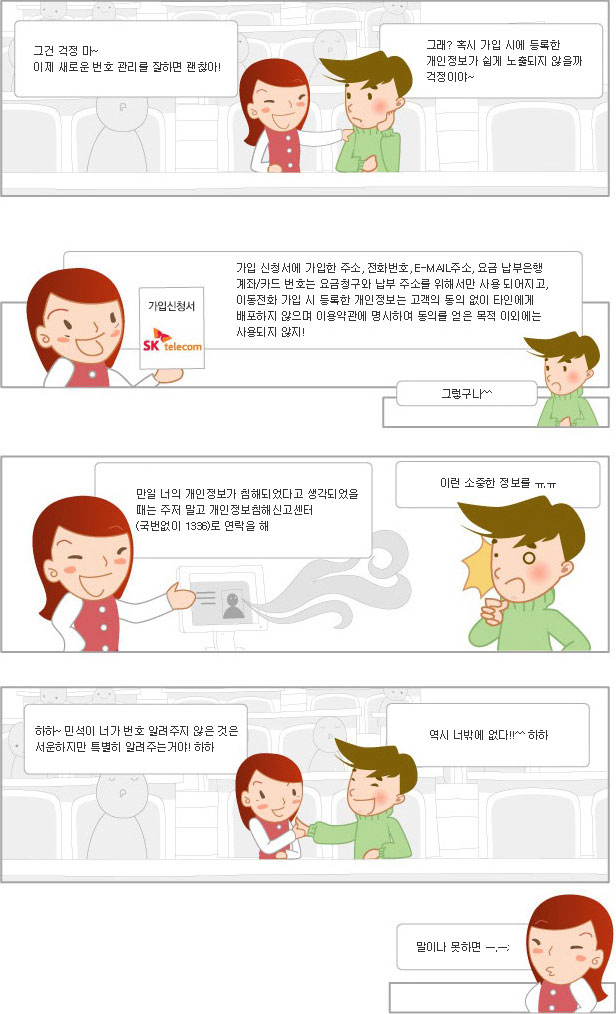 그건 걱정 마~
이제 새로운 번호 관리를 잘하면 괜찮아!
그래? 혹시 가입 시에 등록한
개인정보가 쉽게 노출되지 않을까
걱정이야~
가입 신청서에 가입한 주소, 전화번호, E-MAIL주소, 요금 납부은행
계좌/카드 번호는 요금청구와 납부 주소를 위해서만 사용 되어지고,
이동전화 가입 시 등록한 개인정보는 고객의 동의 없이 타인에게
배포하지 않으며 이용약관에 명시하여 동의를 얻은 목적 이외에는
사용되지 않지!
가입신청서
SK telecom
그렇구나^^
만일 너의 개인정보가 침해되었다고 생각되었을
때는 주저 말고 개인정보침해신고센터
(국번없이 1336)로 연락을 해
이런 소중한 정보를 ㅠ.ㅠ
하하~ 민석이 너가 번호 알려주지 않은 것은
서운하지만 특별히 알려주는거야! 하하
역시 너밖에 없다!!^^ 하하
말이나 못하면 ㅡ.ㅡ;